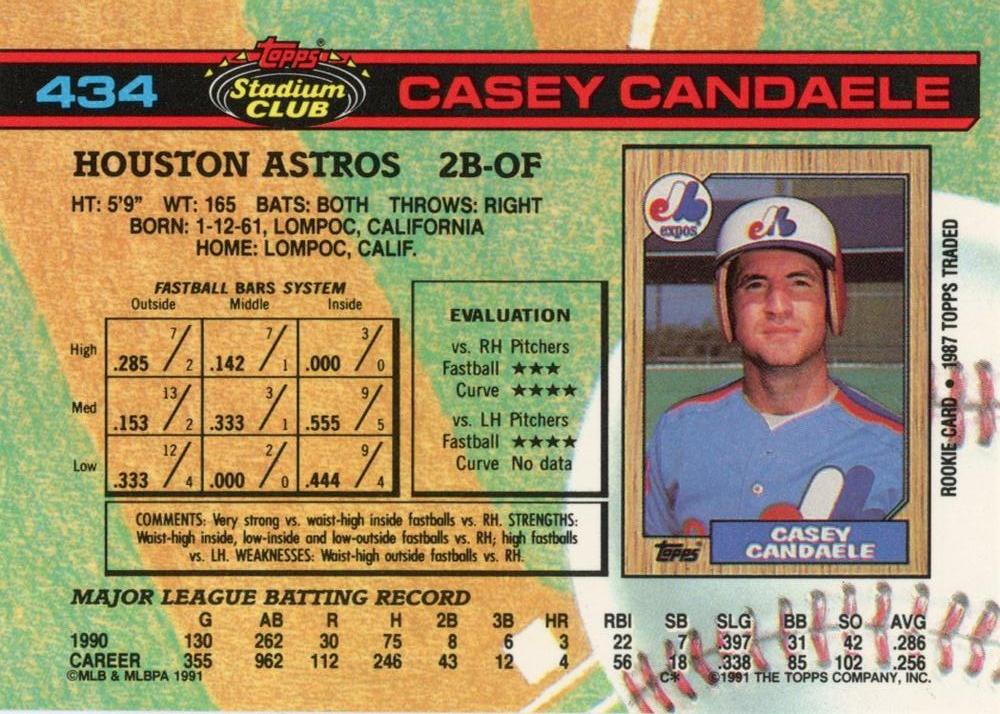 434
Topps®
Stadium
CLUB
CASEY CANDAELE
HOUSTON ASTROS 2B-OF
HT: 5'9" WT: 165 BATS: BOTH THROWS: RIGHT
BORN: 1-12-61, LOMPOC, CALIFORNIA
HOME: LOMPOC, CALIF.
FASTBALL BARS SYSTEM
Outside Middle Inside
High .285 7/2 .142 7/1 .000 3/0
Med .153 13/2 .333 3/1 .555 9/5
Low .333 12/4 .000 2/0 .444 9/4
EVALUATION
vs. RH Pitchers
Fastball ★★★
Curve ★★★★
vs. LH Pitchers
Fastball ★★★★
Curve No data
COMMENTS: Very strong vs. waist-high inside fastballs vs. RH. STRENGTHS:
Waist-high inside, low-inside and low-outside fastballs vs. RH; high fastballs
vs. LH. WEAKNESSES: Waist-high outside fastballs vs. RH.
expos
Topps
CASEY
CANDAELE
ROOKIE CARD • 1987 TOPPS TRADED
MAJOR LEAGUE BATTING RECORD
G AB R H 2B 3B HR RBI SB SLG BB SO AVG
1990 130 262 30 75 8 6 3 22 7 .397 31 42 .286
CAREER 355 962 112 246 43 12 4 56 18 .338 85 102 .256
©MLB & MLBPA 1991 C* ©1991 THE TOPPS COMPANY, INC.